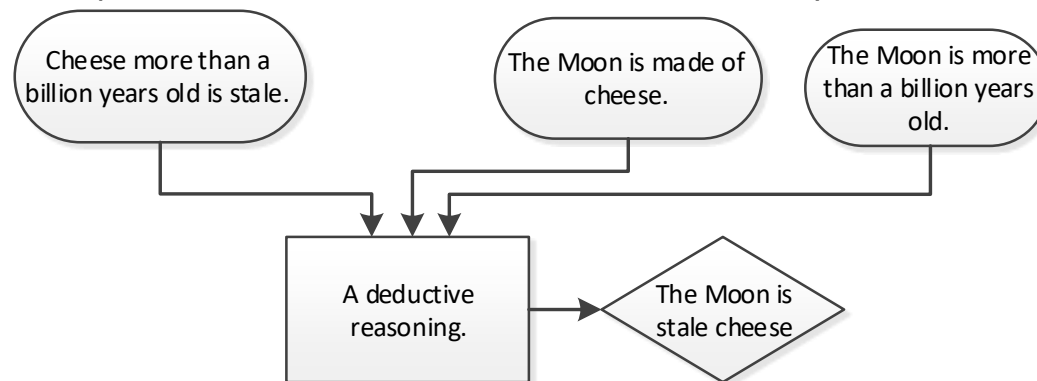 Cheese more than a
billion years old is stale.
The Moon is made of
cheese.
The Moon is more
than a billion years
old.
A deductive
reasoning.
The Moon is
stale cheese